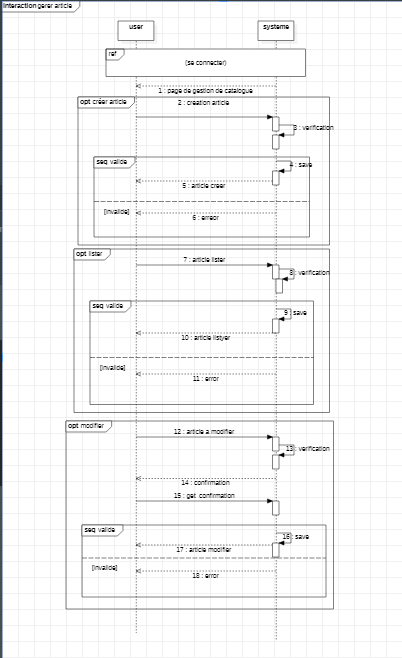 Interaction gerer article
user
systeme
ref
(se connecter)
1 : page de gestion de catalogue
opt créer article
2 : creation article
3 : verification
seq valide
4 : save
5 : article creer
[invalide]
6 : erreor
opt lister
7 : article lister
8 : verification
seq valide
9 : save
10 : article listyer
[invalide]
11 : error
opt modifier
12 : article a modifier
13 : verification
14 : confirmation
15 : get confirmation
seq valide
16 : save
17 : article modifier
[invalide]
18 : error